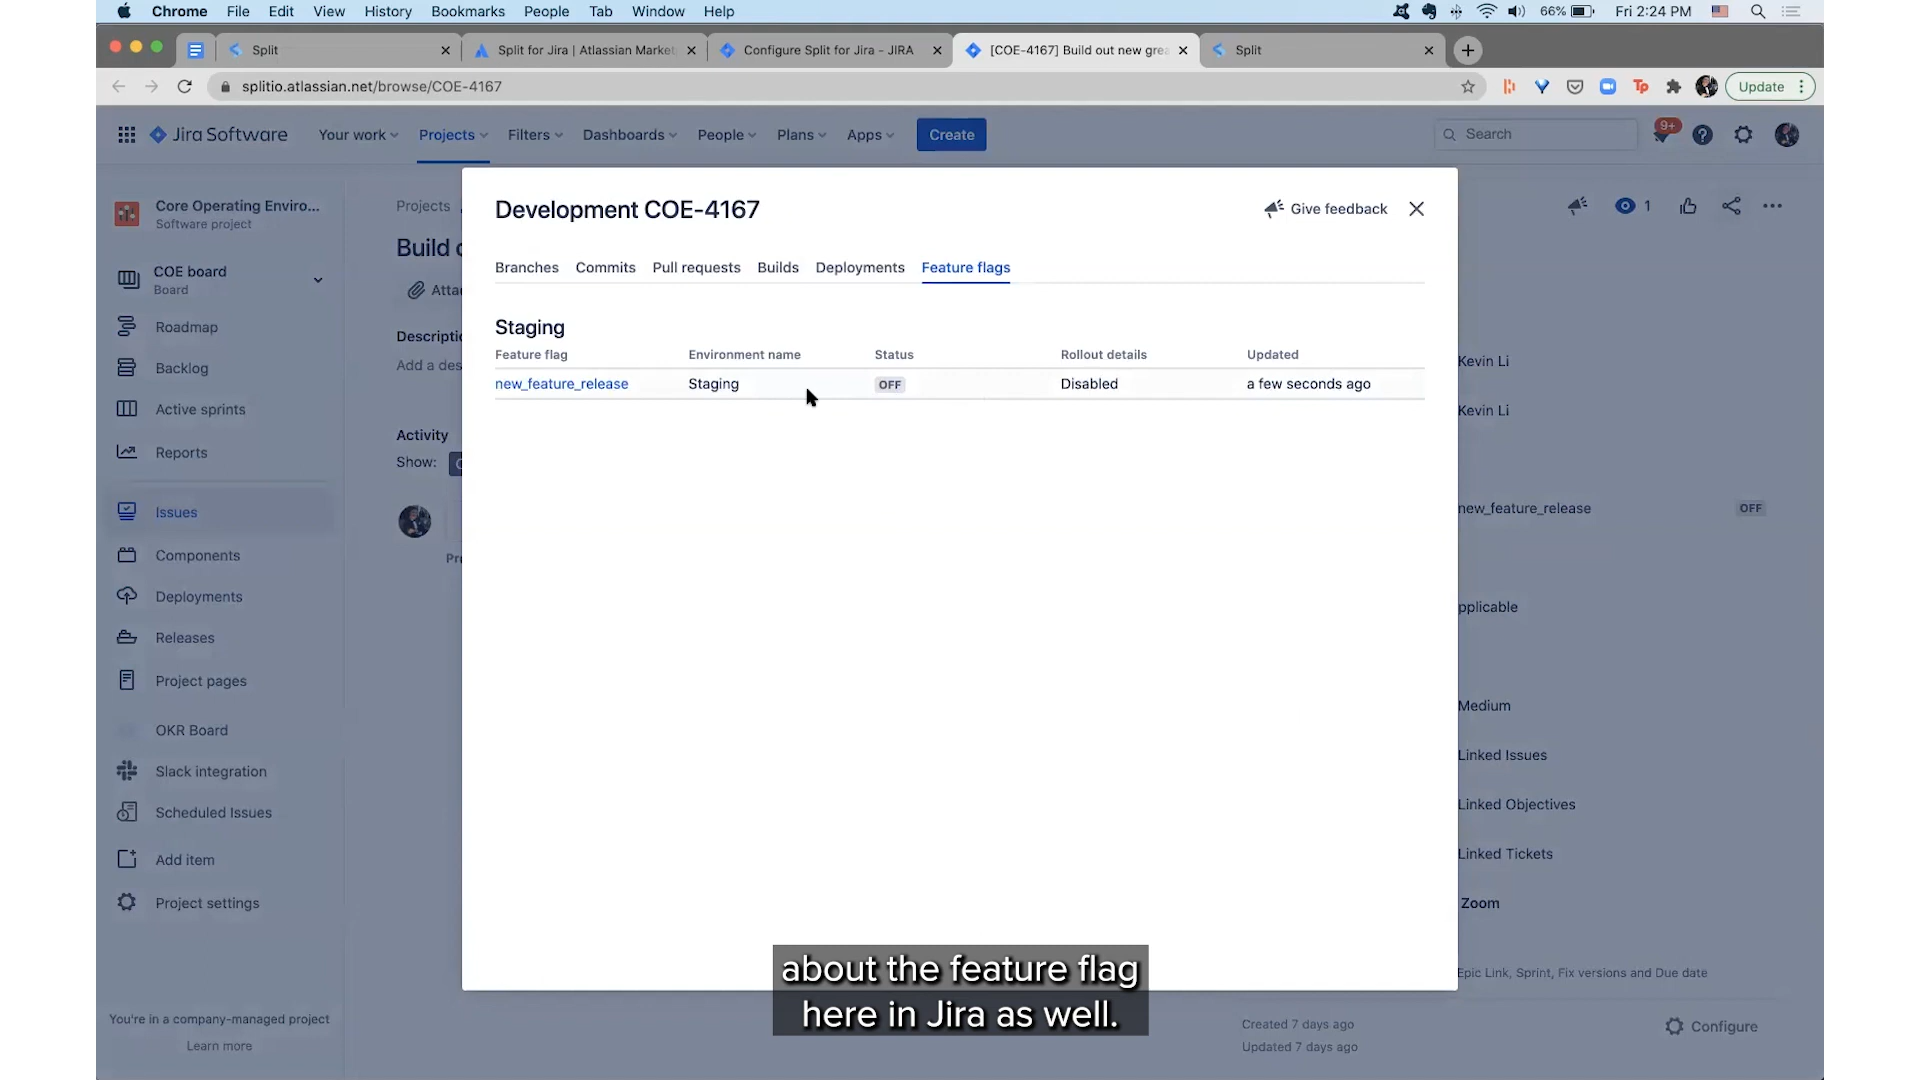 Chrome File Edit View History Bookmarks People Tab Window Help
66% Fri 2:24 PM
Split
Split for Jira | Atlassian Market
Configure Split for Jira - JIRA
[COE-4167] Build out new grea
Split
splitio.atlassian.net/browse/COE-4167
Tp
Update
Jira Software
Your work Projects Filters Dashboards People Plans Apps Create
Search
9+
Core Operating Enviro...
Software project
COE board
Board
Roadmap
Backlog
Active sprints
Reports
Issues
Components
Deployments
Releases
Project pages
OKR Board
Slack integration
Scheduled Issues
Add item
Project settings
You're in a company-managed project
Learn more
Projects
1
Build
Descripti
Add a des
Activity
Show:
Development COE-4167
Give feedback
Branches Commits Pull requests Builds Deployments Feature flags
Staging
Feature flag Environment name Status Rollout details Updated
new_feature_release Staging OFF Disabled a few seconds ago
Kevin Li
Kevin Li
new_feature_release OFF
pplicable
Medium
Linked Issues
Linked Objectives
Linked Tickets
Zoom
Epic Link, Sprint, Fix versions and Due date
Created 7 days ago
Updated 7 days ago
Configure
about the feature flag
here in Jira as well.